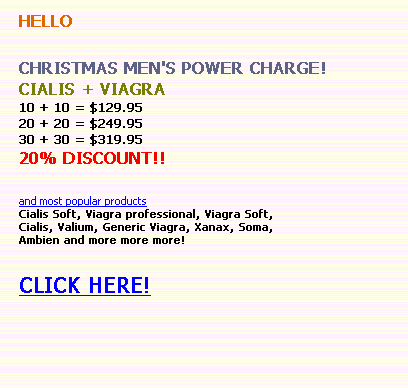 HELLO
CHRISTMAS MEN'S POWER CHARGE!
CIALIS + VIAGRA
10 + 10 = $129.95
20 + 20 = $249.95
30 + 30 = $319.95
20% DISCOUNT!!
and most popular products
Cialis Soft, Viagra professional, Viagra Soft,
Cialis, Valium, Generic Viagra, Xanax, Soma,
Ambien and more more more!
CLICK HERE!